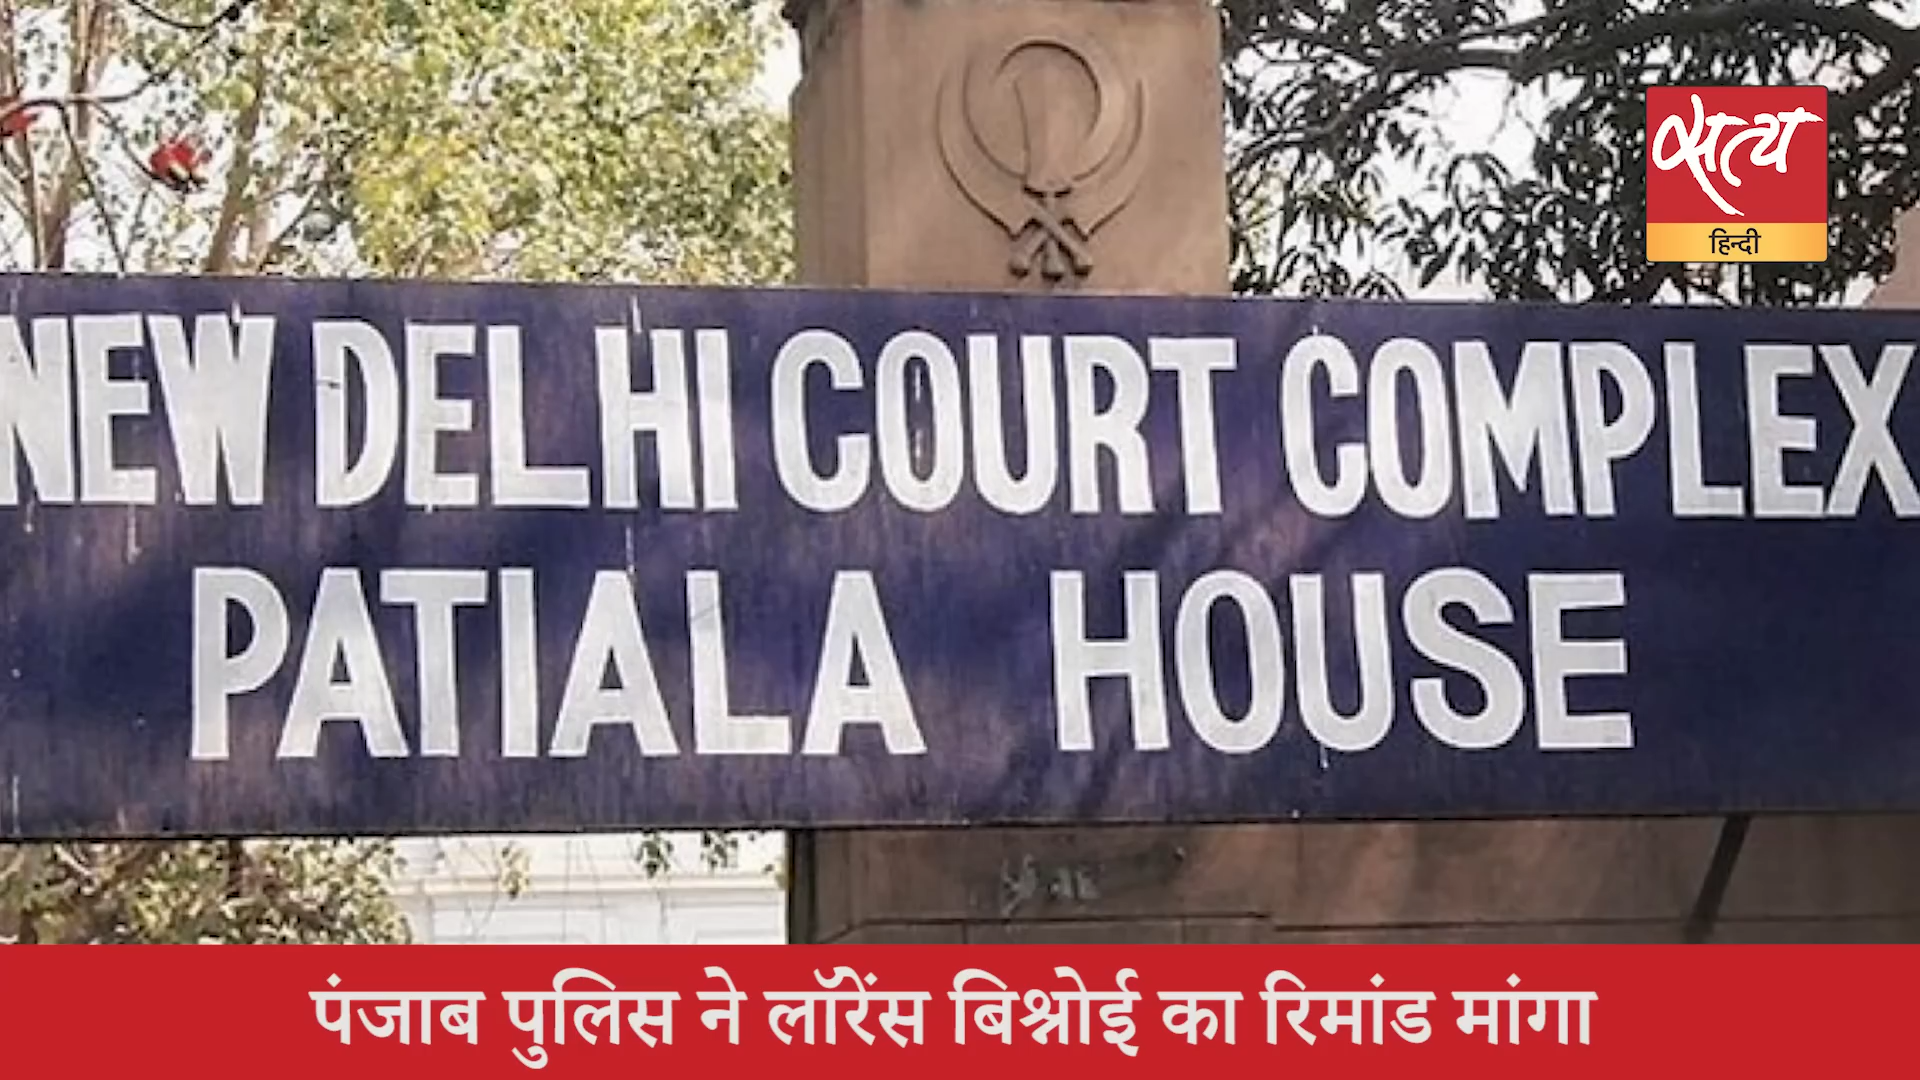 सत्य
हिन्दी
NEW DELHI COURT COMPLEX
PATIALA HOUSE
पंजाब पुलिस ने लॉरेंस बिश्नोई का रिमांड मांगा